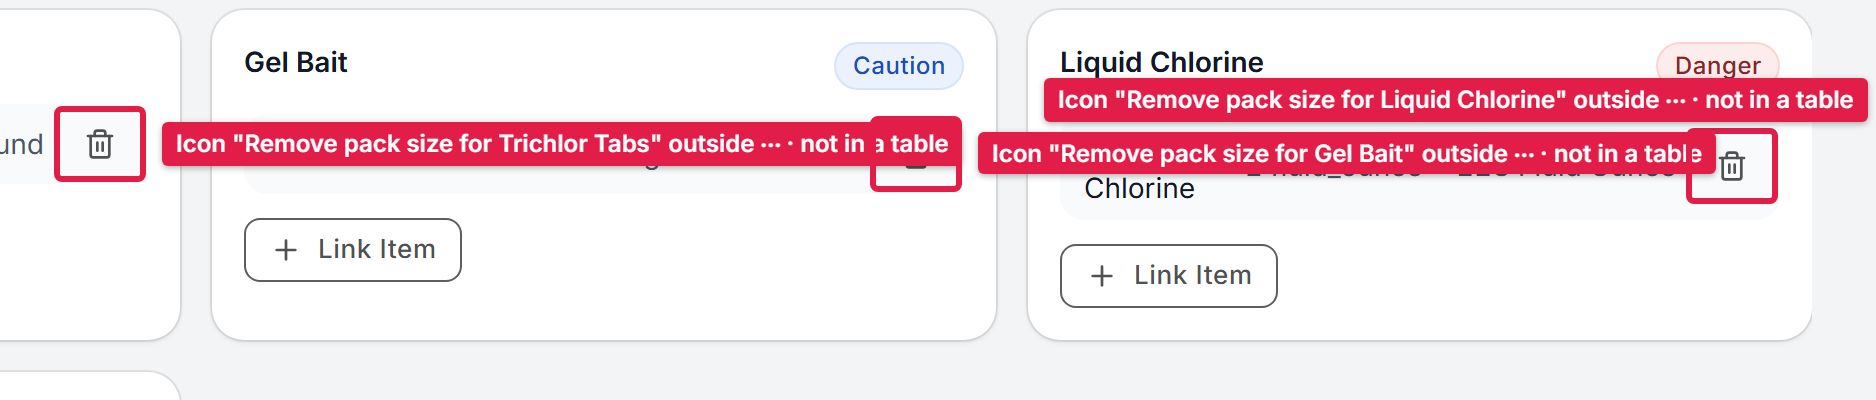 Gel Bait
Caution
Liquid Chlorine
Danger
Icon "Remove pack size for Liquid Chlorine" outside ··· · not in a table
und
Icon "Remove pack size for Trichlor Tabs" outside ··· · not in a table
Icon "Remove pack size for Gel Bait" outside ··· · not in a table
Chlorine
+ Link Item
+ Link Item